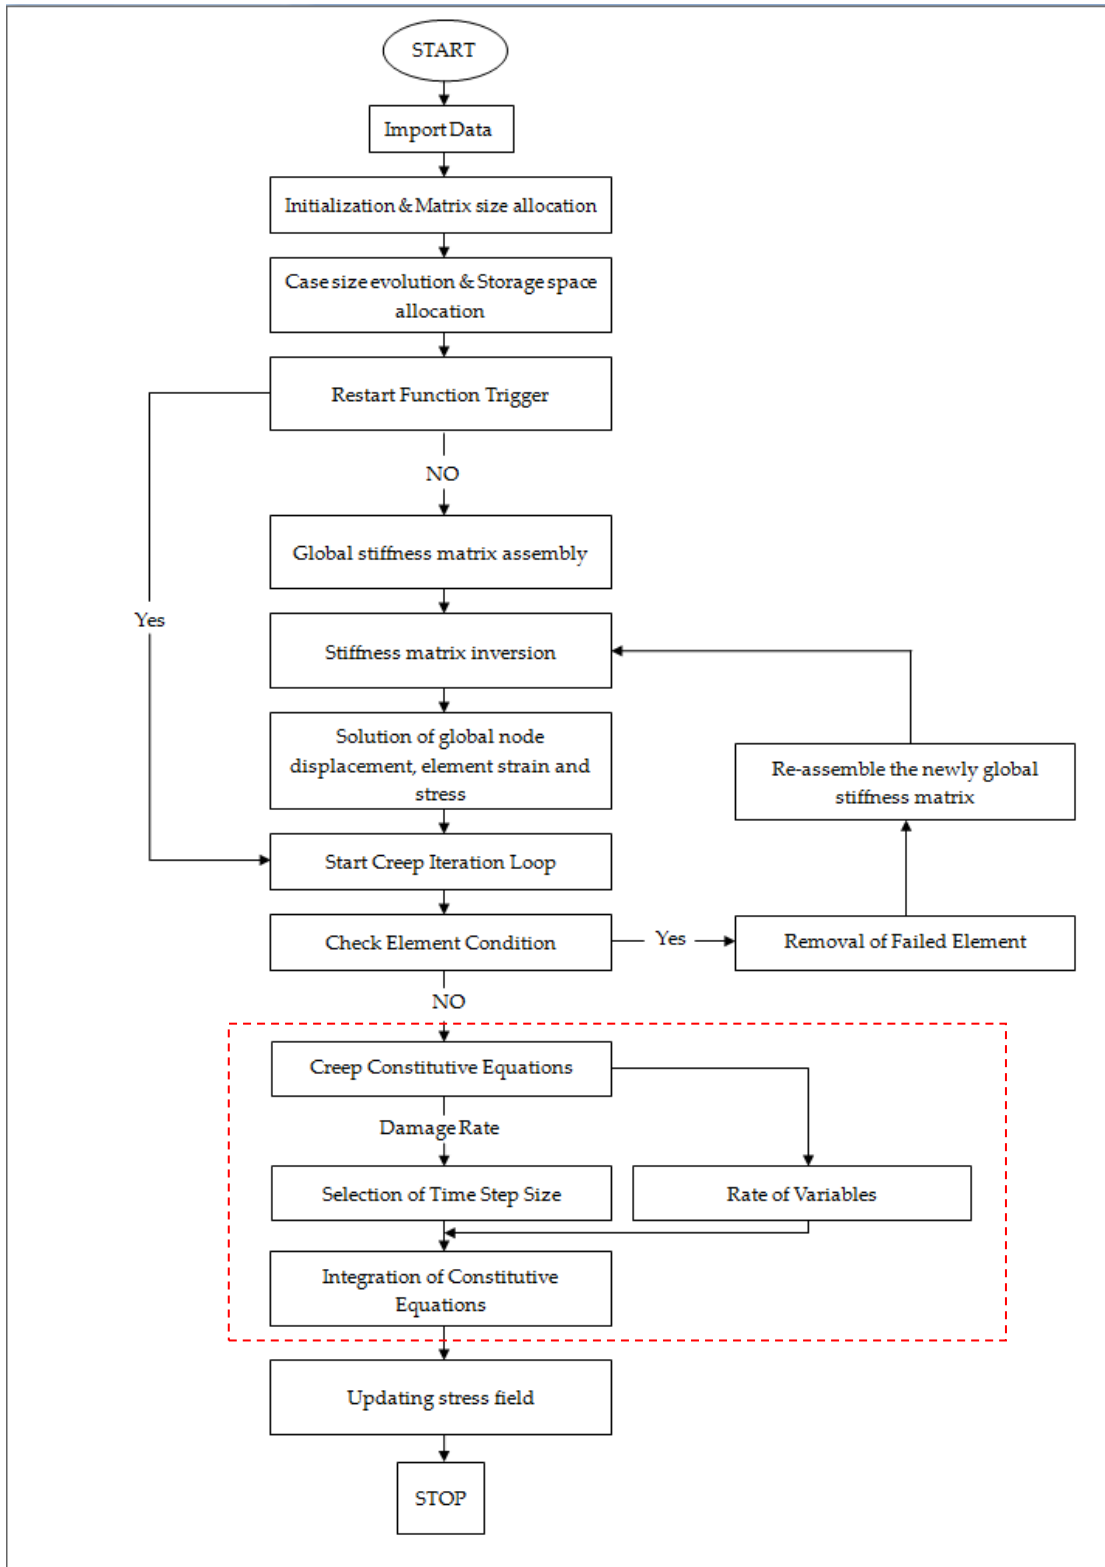 START
Import Data
Initialization & Matrix size allocation
Case size evolution & Storage space
allocation
Restart Function Trigger
NO
Global stiffness matrix assembly
Yes
Stiffness matrix inversion
Solution of global node
displacement, element strain and
stress
Re-assemble the newly global
stiffness matrix
Start Creep Iteration Loop
Check Element Condition
Yes
Removal of Failed Element
NO
Creep Constitutive Equations
Damage Rate
Selection of Time Step Size
Rate of Variables
Integration of Constitutive
Equations
Updating stress field
STOP